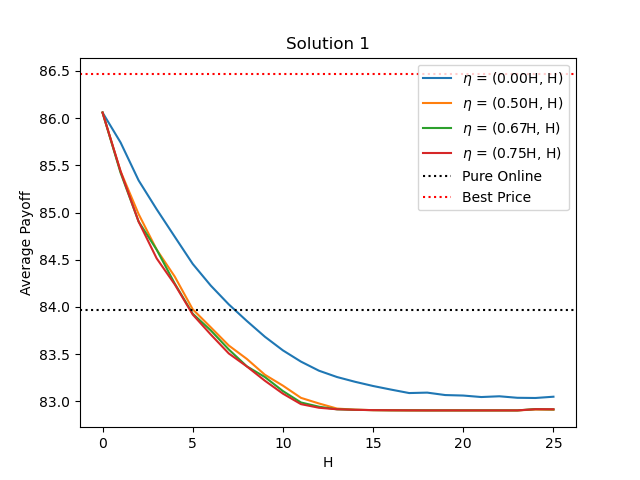 Solution 1
η = (0.00H, H)
η = (0.50H, H)
η = (0.67H, H)
η = (0.75H, H)
Pure Online
Best Price
Average Payoff
86.5
86.0
85.5
85.0
84.5
84.0
83.5
83.0
0 5 10 15 20 25
H